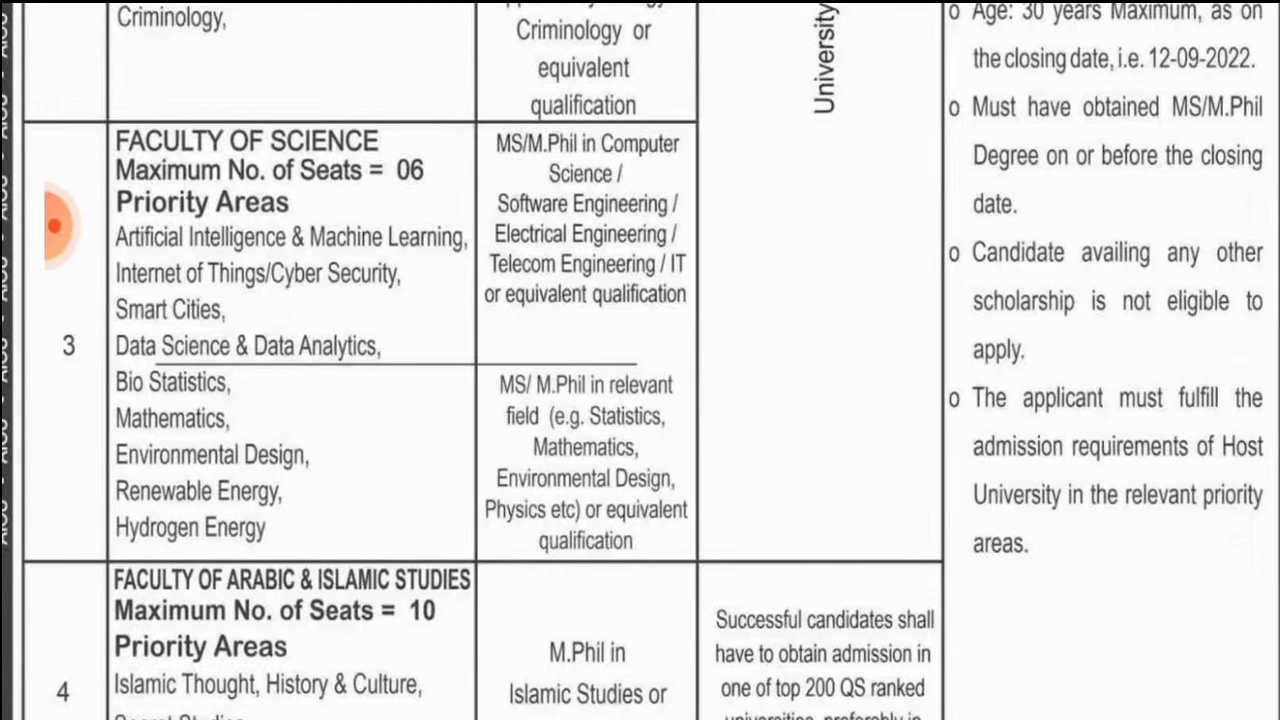 Criminology,
Criminology or
equivalent
qualification
University
Age: 30 years Maximum, as on
the closing date, i.e. 12-09-2022.
o Must have obtained MS/M.Phil
Degree on or before the closing
date.
o Candidate availing any other
scholarship is not eligible to
apply.
o The applicant must fulfill the
admission requirements of Host
University in the relevant priority
areas.
3
FACULTY OF SCIENCE
Maximum No. of Seats = 06
Priority Areas
Artificial Intelligence & Machine Learning,
Internet of Things/Cyber Security,
Smart Cities,
Data Science & Data Analytics,
Bio Statistics,
Mathematics,
Environmental Design,
Renewable Energy,
Hydrogen Energy
MS/M.Phil in Computer
Science /
Software Engineering /
Electrical Engineering /
Telecom Engineering / IT
or equivalent qualification
MS/ M.Phil in relevant
field (e.g. Statistics,
Mathematics,
Environmental Design,
Physics etc) or equivalent
qualification
4
FACULTY OF ARABIC & ISLAMIC STUDIES
Maximum No. of Seats = 10
Priority Areas
Islamic Thought, History & Culture,
M.Phil in
Islamic Studies or
Successful candidates shall
have to obtain admission in
one of top 200 QS ranked